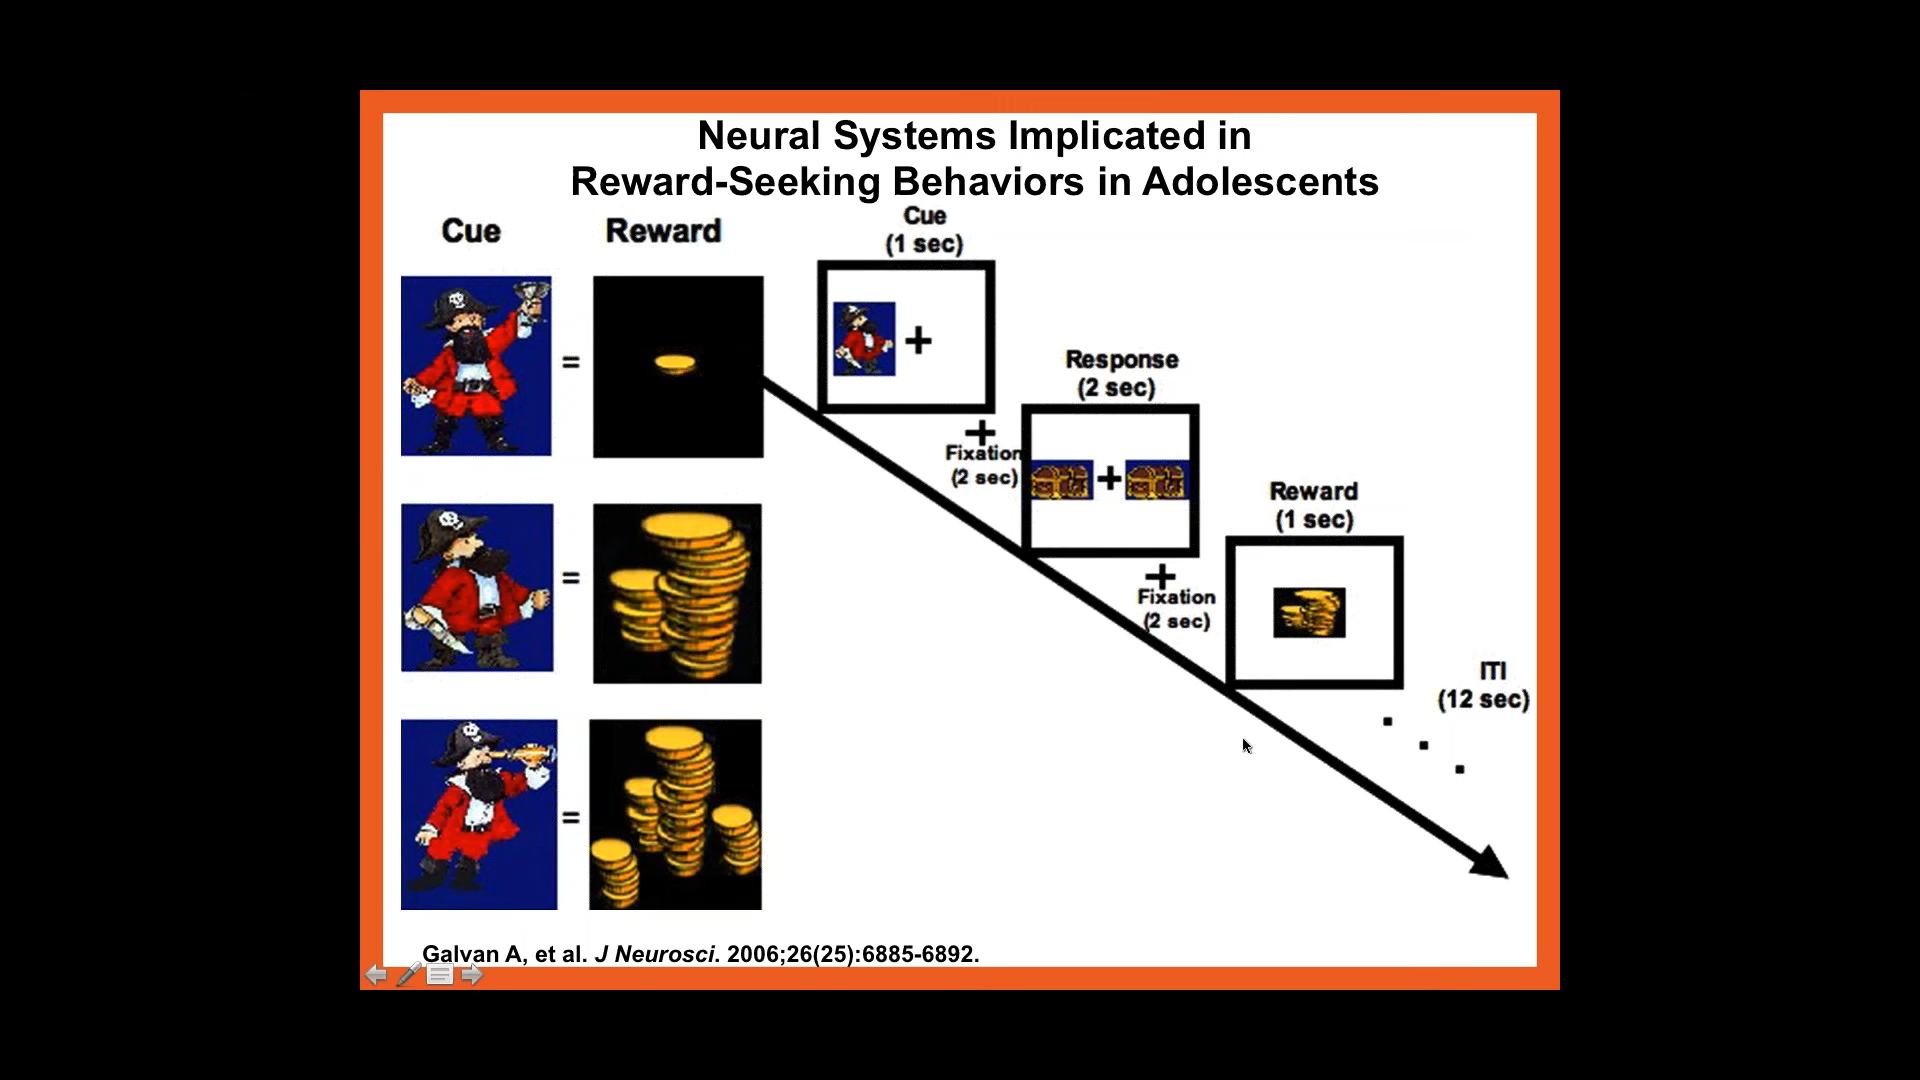 Neural Systems Implicated in
Reward-Seeking Behaviors in Adolescents
Cue
Reward
=
=
=
Cue
(1 sec)
+
+
Fixation
(2 sec)
Response
(2 sec)
+
+
Fixation
(2 sec)
Reward
(1 sec)
ITI
(12 sec)
Galvan A, et al. J Neurosci. 2006;26(25):6885-6892.